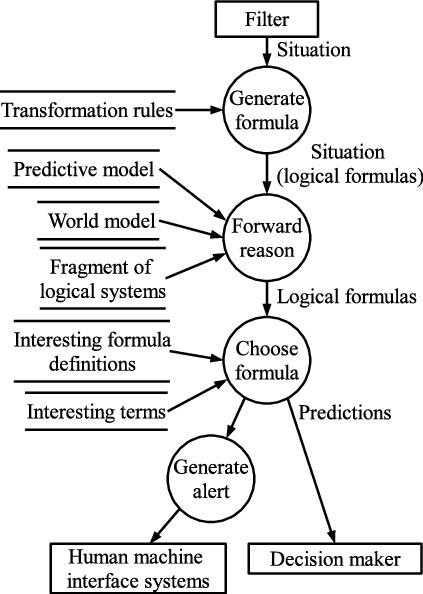 Filter
Situation
Generate
formula
Transformation rules
Situation
(logical formulas)
Predictive model
World model
Forward
reason
Fragment of
logical systems
Logical formulas
Interesting formula
definitions
Choose
formula
Interesting terms
Predictions
Generate
alert
Human machine
interface systems
Decision maker